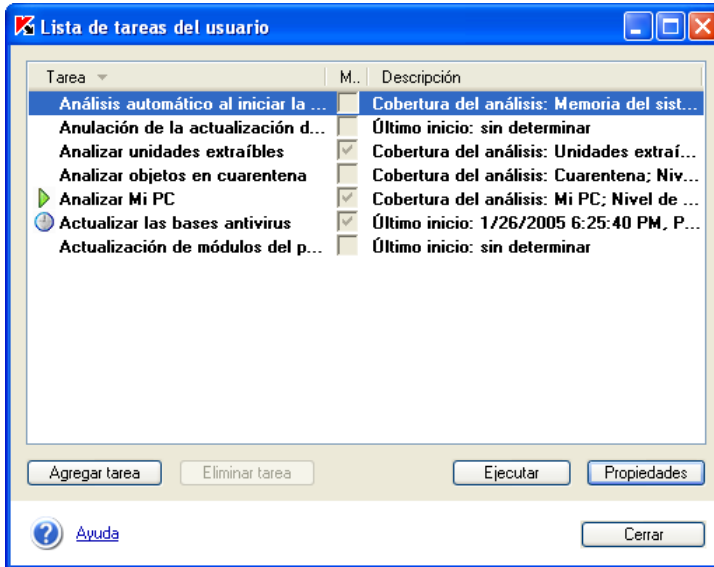 Lista de tareas del usuario
Tarea M.. Descripción
Análisis automático al iniciar la ... Cobertura del análisis: Memoria del sist...
Anulación de la actualización d... Último inicio: sin determinar
Analizar unidades extraíbles Cobertura del análisis: Unidades extraí...
Analizar objetos en cuarentena Cobertura del análisis: Cuarentena; Niv...
Analizar Mi PC Cobertura del análisis: Mi PC; Nivel de ...
Actualizar las bases antivirus Último inicio: 1/26/2005 6:25:40 PM, P...
Actualización de módulos del p... Último inicio: sin determinar
Agregar tarea Eliminar tarea Ejecutar Propiedades
Ayuda Cerrar